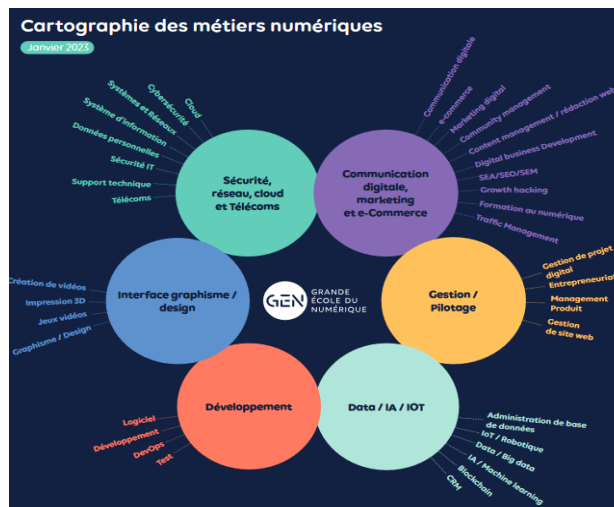 Cartographie des métiers numériques
Janvier 2023
Cloud
Cybersécurité
Systèmes et Réseaux
Système d'information
Données personnelles
Sécurité IT
Support technique
Télécoms
Sécurité,
réseau, cloud
et Télécoms
Communication digitale
e-commerce
Marketing digital
Community management
Content management / rédaction web
Digital business Development
SEA/SEO/SEM
Growth hacking
Formation au numérique
Traffic Management
Communication
digitale,
marketing
et e-Commerce
Création de vidéos
Impression 3D
Jeux vidéos
Graphisme / Design
Interface graphisme /
design
GEN
GRANDE
ÉCOLE DU
NUMÉRIQUE
Gestion /
Pilotage
Gestion de projet
digital
Entrepreneuriat
Management
Produit
Gestion
de site web
Développement
Logiciel
Développement
DevOps
Test
Data / IA / IOT
Administration de base
de données
IoT / Robotique
Data / Big data
IA / Machine learning
Blockchain
CRM